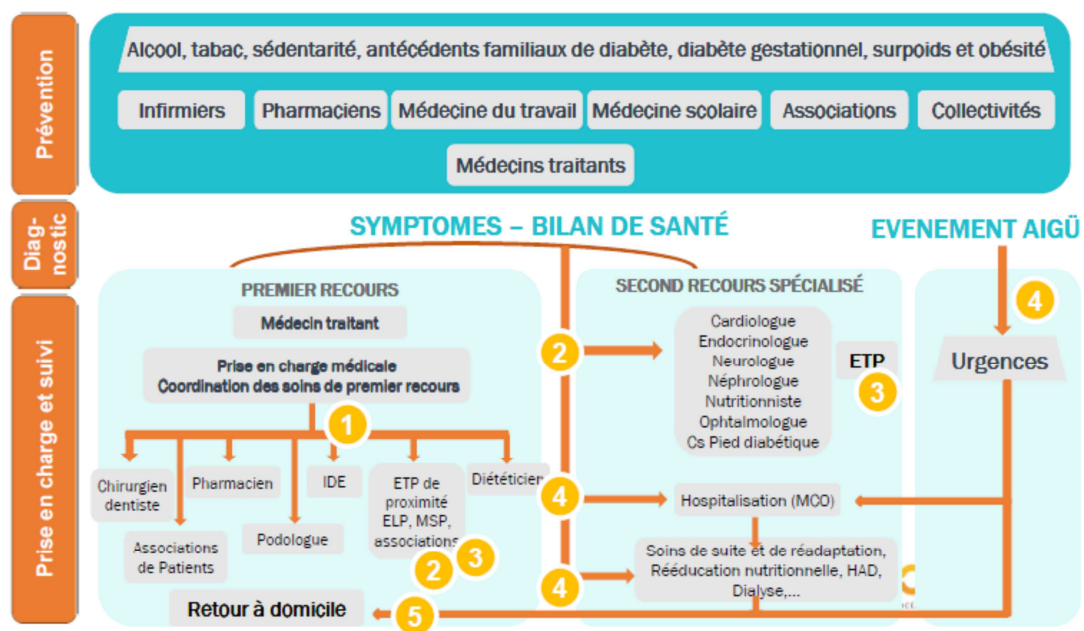 Prévention
Alcool, tabac, sédentarité, antécédents familiaux de diabète, diabète gestationnel, surpoids et obésité
Infirmiers
Pharmaciens
Médecine du travail
Médecine scolaire
Associations
Collectivités
Médecins traitants
Diag-
nostic
SYMPTOMES – BILAN DE SANTÉ
EVENEMENT AIGÜ
Prise en charge et suivi
PREMIER RECOURS
Médecin traitant
Prise en charge médicale
Coordination des soins de premier recours
1
Chirurgien
dentiste
Pharmacien
IDE
ETP de
proximité
ELP, MSP,
associations
Diététicien
Associations
de Patients
Podologue
2
3
Retour à domicile
5
SECOND RECOURS SPÉCIALISÉ
2
Cardiologue
Endocrinologue
Neurologue
Néphrologue
Nutritionniste
Ophtalmologue
Cs Pied diabétique
ETP
3
4
Hospitalisation (MCO)
4
Soins de suite et de réadaptation,
Rééducation nutritionnelle, HAD,
Dialyse,...
4
Urgences